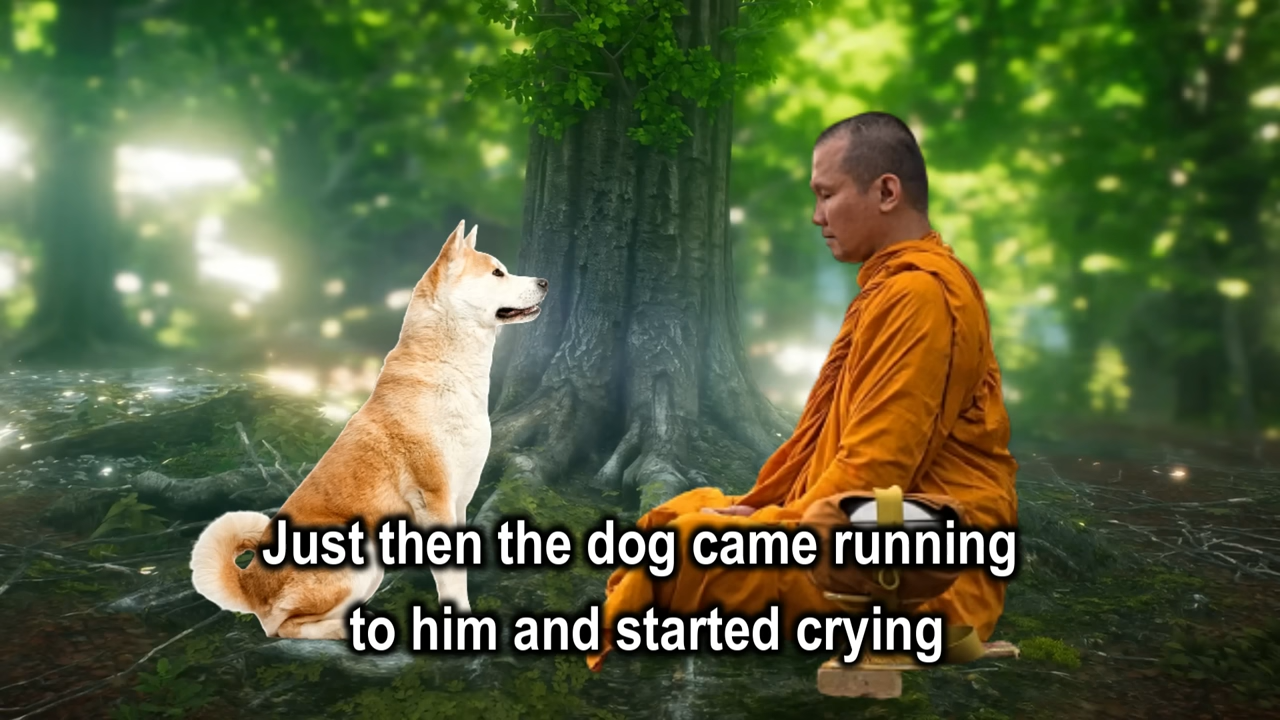 Just then the dog came running
to him and started crying